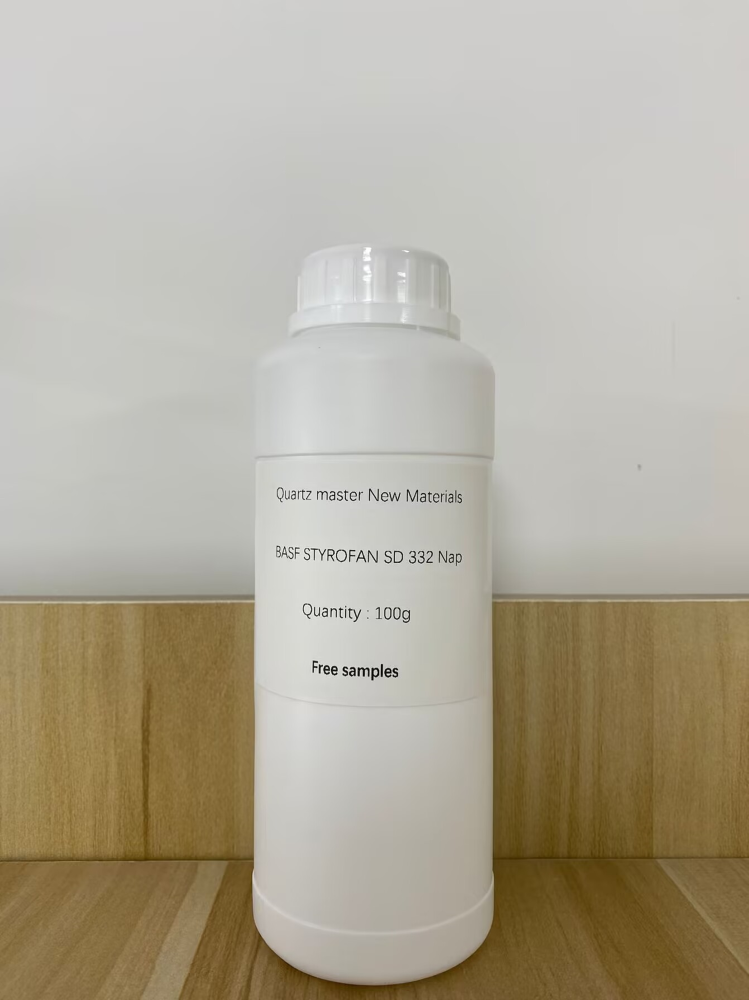 Quartz master New Materials
BASF STYROFAN SD 332 Nap
Quantity : 100g
Free samples